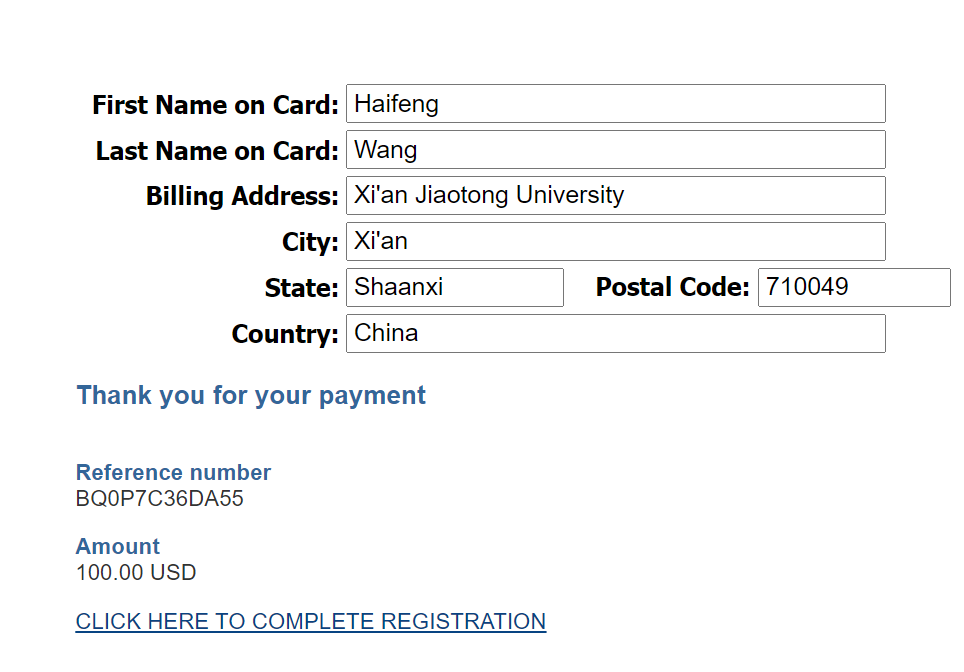 First Name on Card: Haifeng
Last Name on Card: Wang
Billing Address: Xi'an Jiaotong University
City: Xi'an
State: Shaanxi Postal Code: 710049
Country: China
Thank you for your payment
Reference number
BQ0P7C36DA55
Amount
100.00 USD
CLICK HERE TO COMPLETE REGISTRATION